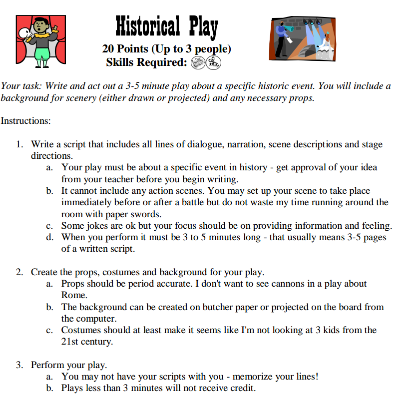 Historical Play
20 Points (Up to 3 people)
Skills Required:
Your task: Write and act out a 3-5 minute play about a specific historic event. You will include a
background for scenery (either drawn or projected) and any necessary props.
Instructions:
1. Write a script that includes all lines of dialogue, narration, scene descriptions and stage
directions.
a. Your play must be about a specific event in history - get approval of your idea
from your teacher before you begin writing.
b. It cannot include any action scenes. You may set up your scene to take place
immediately before or after a battle but do not waste my time running around the
room with paper swords.
c. Some jokes are ok but your focus should be on providing information and feeling.
d. When you perform it must be 3 to 5 minutes long - that usually means 3-5 pages
of a written script.
2. Create the props, costumes and background for your play.
a. Props should be period accurate. I don't want to see cannons in a play about
Rome.
b. The background can be created on butcher paper or projected on the board from
the computer.
c. Costumes should at least make it seems like I'm not looking at 3 kids from the
21st century.
3. Perform your play.
a. You may not have your scripts with you - memorize your lines!
b. Plays less than 3 minutes will not receive credit.